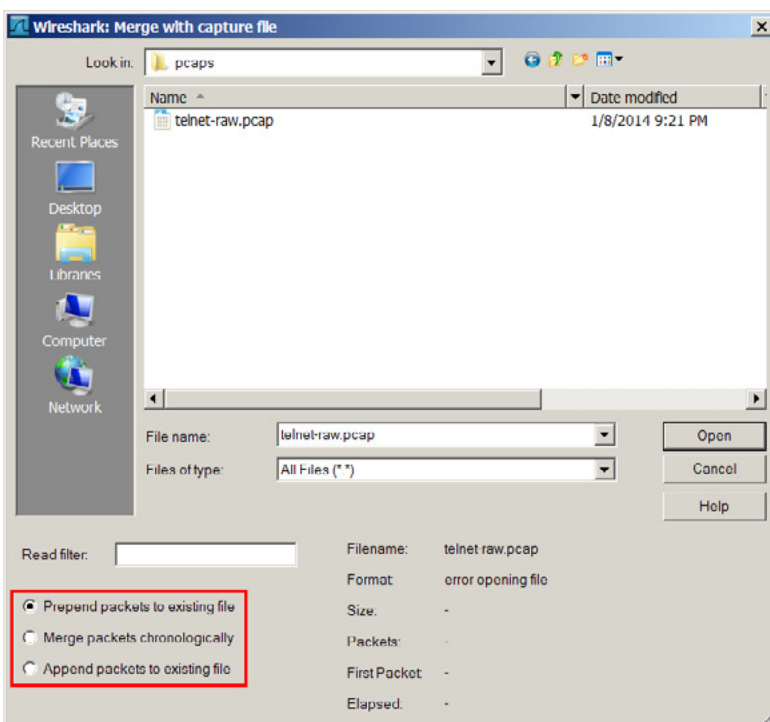 Wireshark: Merge with capture file
Look in: pcaps
Name Date modified
telnet-raw.pcap 1/8/2014 9:21 PM
Recent Places
Desktop
Libraries
Computer
Network
File name: telnet-raw.pcap Open
Files of type: All Files (*.*) Cancel
Help
Read filter: Filename: telnet raw.pcap
Format error opening file
Prepend packets to existing file Size. -
Merge packets chronologically Packets: -
Append packets to existing file First Packet -
Elapsed. -